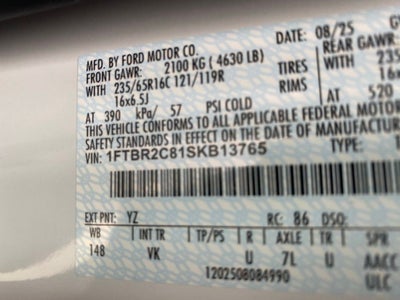 MFD. BY FORD MOTOR CO.
DATE: 08/25
FRONT GAWR: 2100 KG ( 4630 LB)
REAR GAWR:
WITH 235/65R16C 121/119R TIRES 235
16x6.5J RIMS 16
AT 390 kPa/ 57 PSI COLD AT 520
THIS VEHICLE CONFORMS TO ALL APPLICABLE FEDERAL MOTOR
SAFETY STANDARDS IN EFFECT ON THE DATE OF MANUFACTURE
VIN: 1FTBR2C81SKB13765
EXT PNT: YZ RC: 86 DSO:
WB INT TR TP/PS R AXLE TR SPR
148 VK U 7L U AAC
1202508084990 ULC